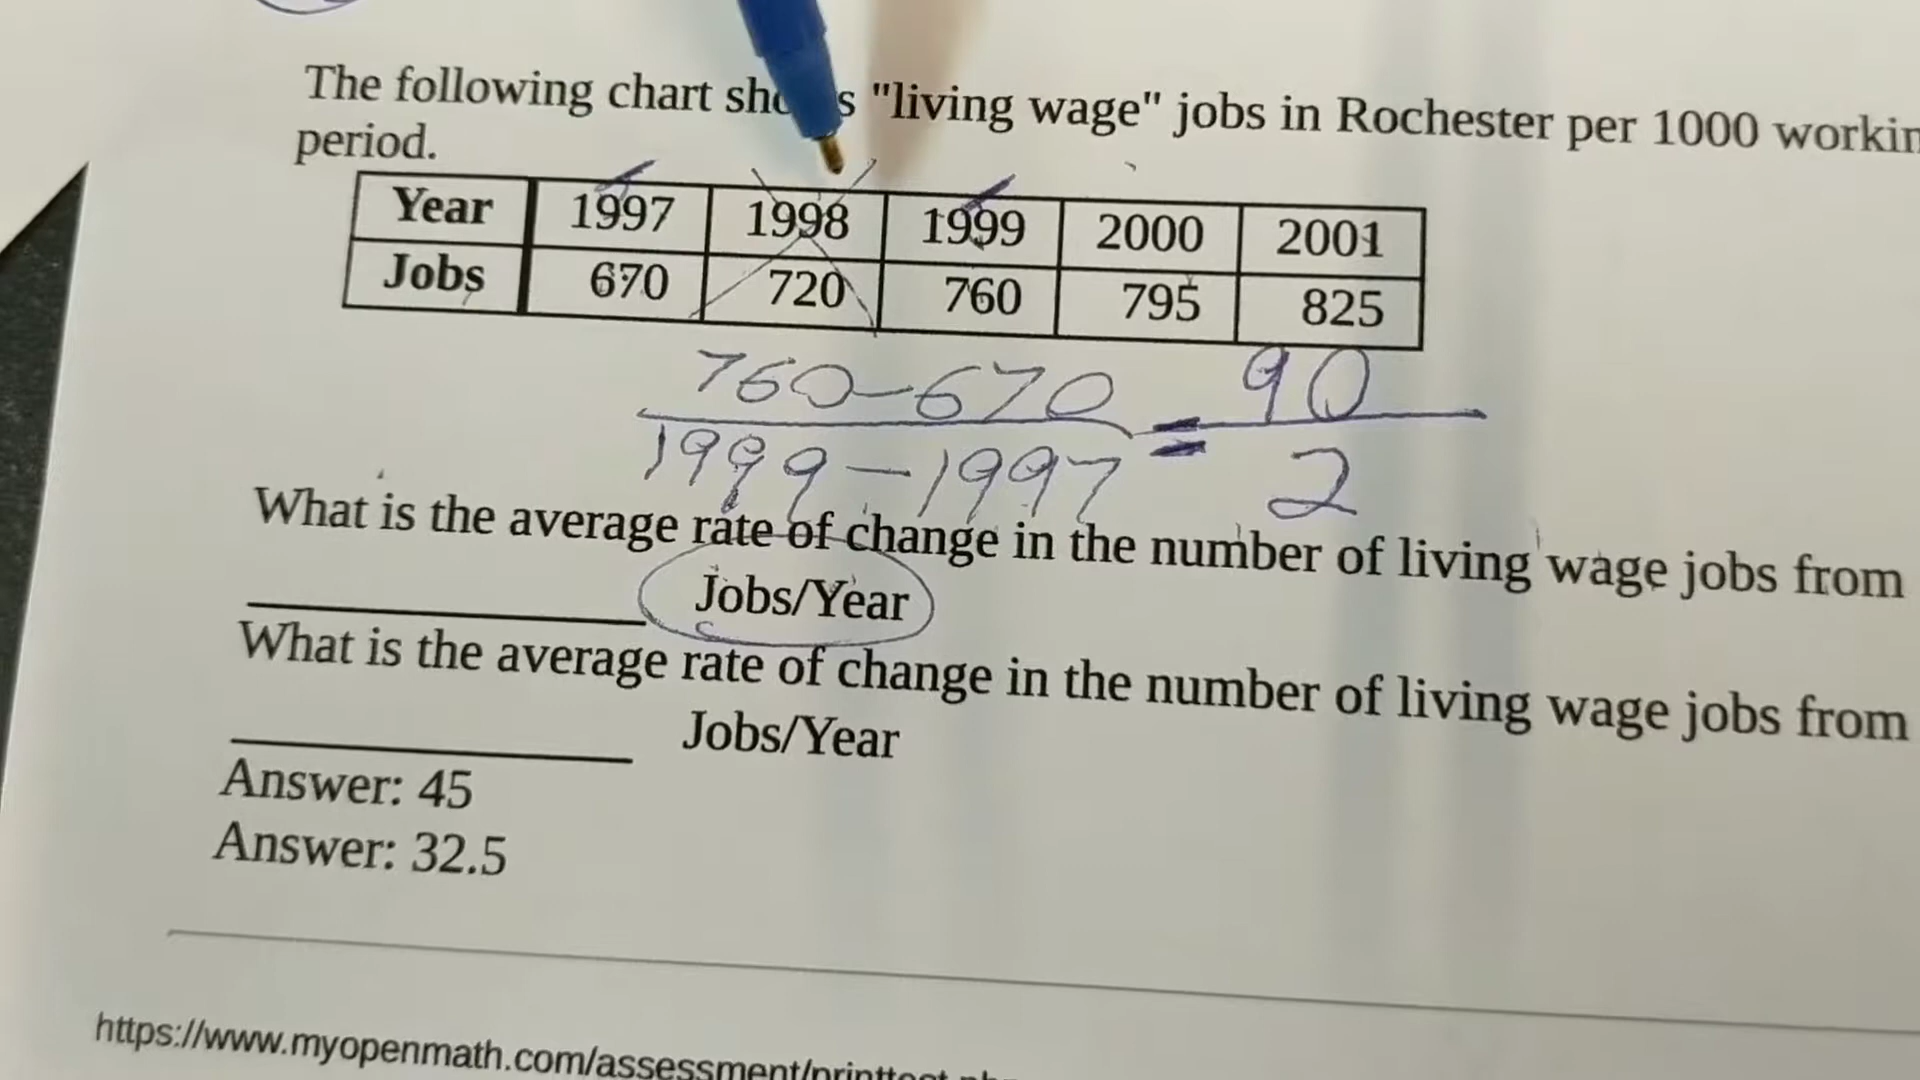 The following chart s "living wage" jobs in Rochester per 1000
period.
Year 1997 1998 1999 2000 2001
Jobs 670 720 760 795 825
760-670 = 90
1999-1997 2
What is the average rate of change in the number of living wage jobs from
Jobs/Year
What is the average rate of change in the number of living wage jobs from
Jobs/Year
Answer: 45
Answer: 32.5
https://www.myopenmath.com/assessment/